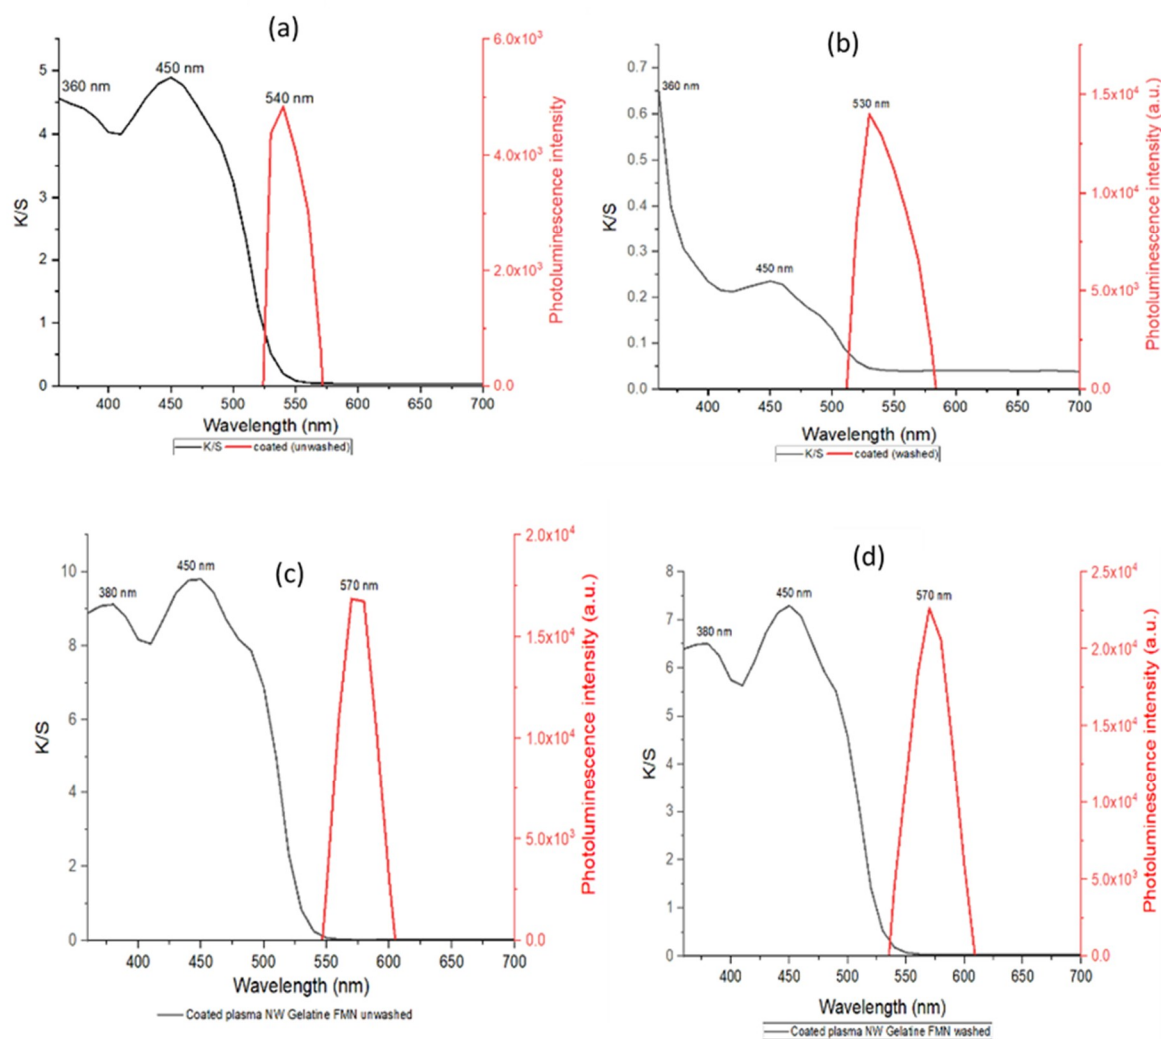 (a)
6.0x10³
5
4
3
2
1
0
K/S
360 nm
450 nm
540 nm
4.0x10³
2.0x10³
0.0
Photoluminescence intensity
400 450 500 550 600 650 700
Wavelength (nm)
K/S coated (unwashed)
(b)
0.7
0.6
0.5
0.4
0.3
0.2
0.1
0.0
K/S
360 nm
450 nm
530 nm
1.5x10⁴
1.0x10⁴
5.0x10³
0.0
Photoluminescence intensity (a.u.)
400 450 500 550 600 650 700
Wavelength (nm)
K/S coated (washed)
(c)
10
8
6
4
2
0
K/S
380 nm
450 nm
570 nm
2.0x10⁴
1.5x10⁴
1.0x10⁴
5.0x10³
0.0
Photoluminescence intensity (a.u.)
400 450 500 550 600 650 700
Wavelength (nm)
Coated plasma NW Gelatine FMN unwashed
(d)
8
7
6
5
4
3
2
1
0
K/S
380 nm
450 nm
570 nm
2.5x10⁴
2.0x10⁴
1.5x10⁴
1.0x10⁴
5.0x10³
0.0
Photoluminescence intensity (a.u.)
400 450 500 550 600 650 700
Wavelength (nm)
Coated plasma NW Gelatine FMN washed